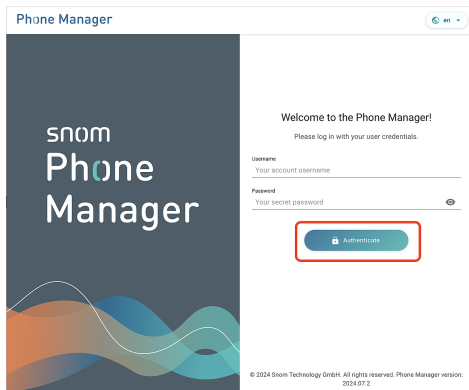 Phone Manager
en
snom
Phone
Manager
Welcome to the Phone Manager!
Please log in with your user credentials.
Username
Your account username
Password
Your secret password
Authenticate
© 2024 Snom Technology GmbH. All rights reserved. Phone Manager version:
2024.07.2